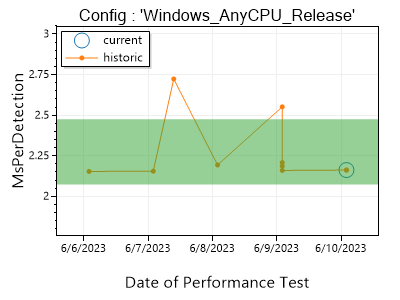 Config : 'Windows_AnyCPU_Release'
current
historic
3
2.75
2.5
2.25
2
MsPerDetection
6/6/2023 6/7/2023 6/8/2023 6/9/2023 6/10/2023
Date of Performance Test